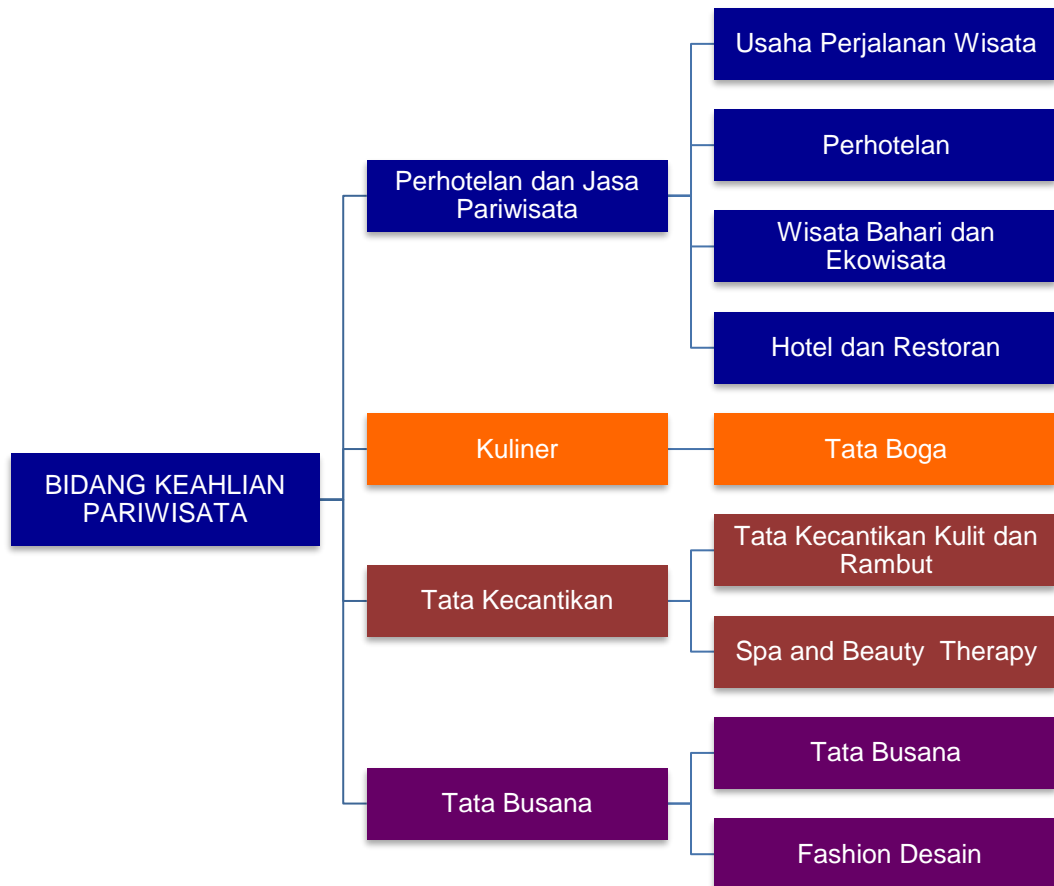 BIDANG KEAHLIAN
PARIWISATA
Perhotelan dan Jasa
Pariwisata
Usaha Perjalanan Wisata
Perhotelan
Wisata Bahari dan
Ekowisata
Hotel dan Restoran
Kuliner
Tata Boga
Tata Kecantikan
Tata Kecantikan Kulit dan
Rambut
Spa and Beauty  Therapy
Tata Busana
Tata Busana
Fashion Desain